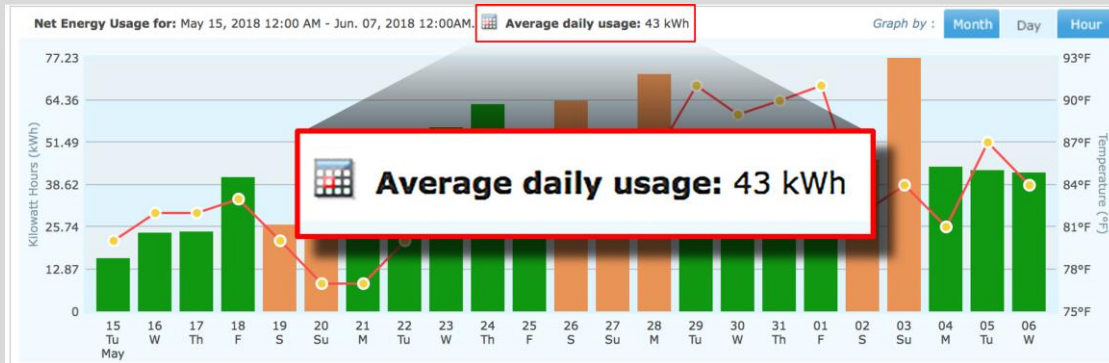 Net Energy Usage for: May 15, 2018 12:00 AM - Jun. 07, 2018 12:00AM. Average daily usage: 43 kWh
Graph by : Month Day Hour
77.23
64.36
51.49
38.62
25.74
12.87
0
Kilowatt Hours (kWh)
93°F
90°F
87°F
84°F
81°F
78°F
75°F
Temperature (°F)
Average daily usage: 43 kWh
15 16 17 18 19 20 21 22 23 24 25 26 27 28 29 30 31 01 02 03 04 05 06
Tu W Th F S Su M Tu W Th F S Su M Tu W Th F S Su M Tu W
May